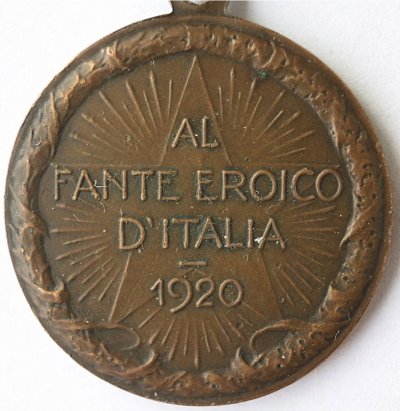 AL
FANTE EROICO
D'ITALIA
1920